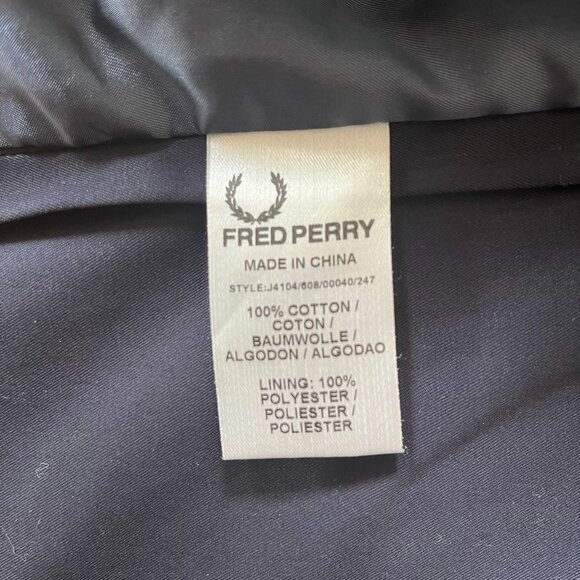 FRED PERRY
MADE IN CHINA
STYLE:J4104/608/00040/247
100% COTTON /
COTON /
BAUMWOLLE /
ALGODON / ALGODAO
LINING: 100%
POLYESTER /
POLIESTER /
POLIESTER